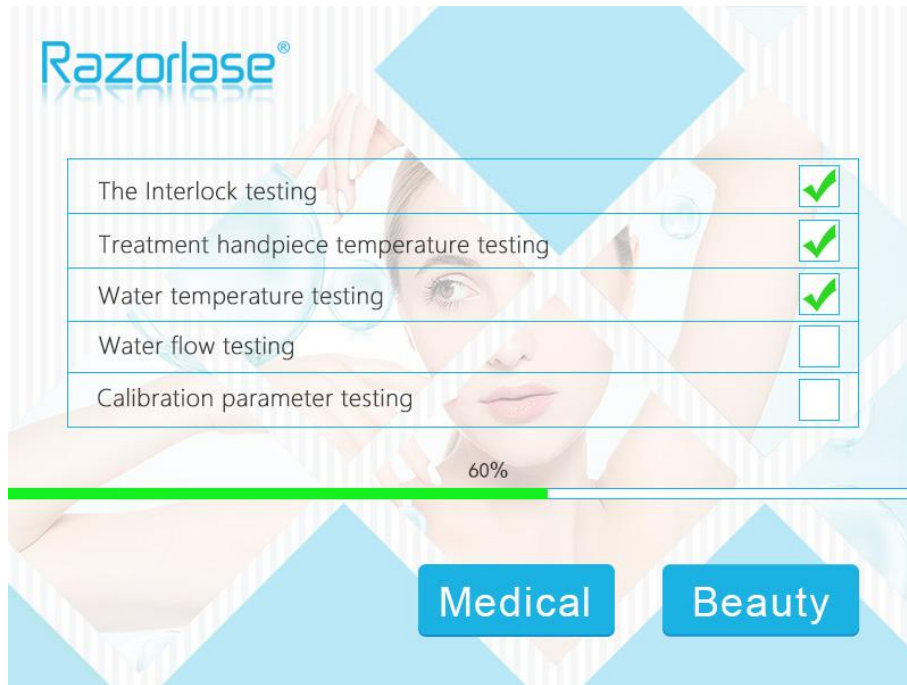 Razorlase®
The Interlock testing
Treatment handpiece temperature testing
Water temperature testing
Water flow testing
Calibration parameter testing
60%
Medical
Beauty